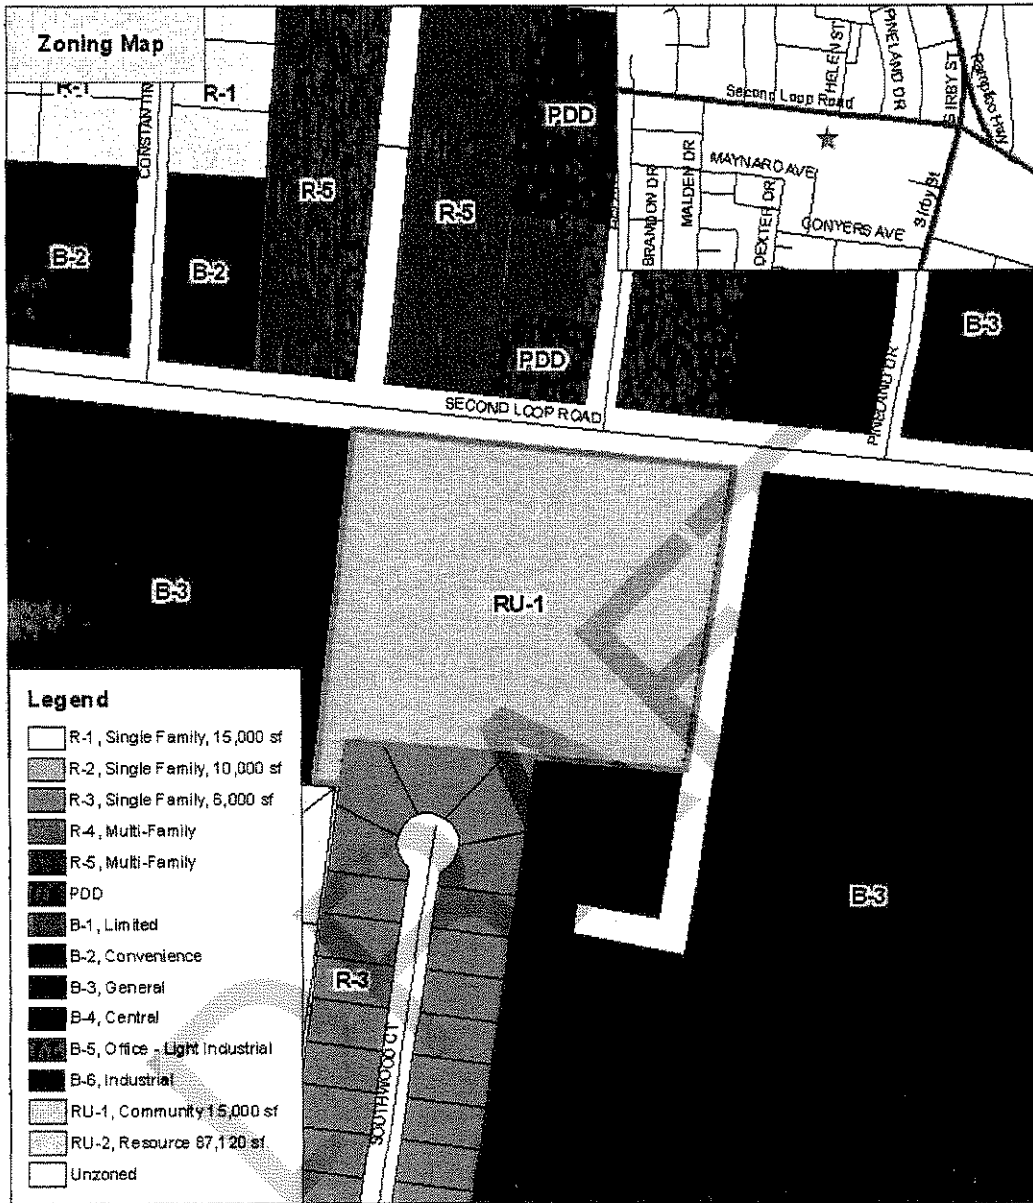 Zoning Map
R-1
R-1
CONSTANTIN
R-5
R-5
PDD
B-2
B-2
PDD
Second Loop Road
HELEN ST
PINELAND DR
S IRBY ST
MAYNARD AVE
BRANDON DR
MALDEN DR
DEXTER DR
CONYERS AVE
S Irby St
B-3
PINELAND DR
SECOND LOOP ROAD
B-3
RU-1
B-3
R-3
SOUTHWOOD CT
Legend
R-1, Single Family, 15,000 sf
R-2, Single Family, 10,000 sf
R-3, Single Family, 6,000 sf
R-4, Multi-Family
R-5, Multi-Family
PDD
B-1, Limited
B-2, Convenience
B-3, General
B-4, Central
B-5, Office - Light Industrial
B-6, Industrial
RU-1, Community 15,000 sf
RU-2, Resource 87,120 sf
Unzoned